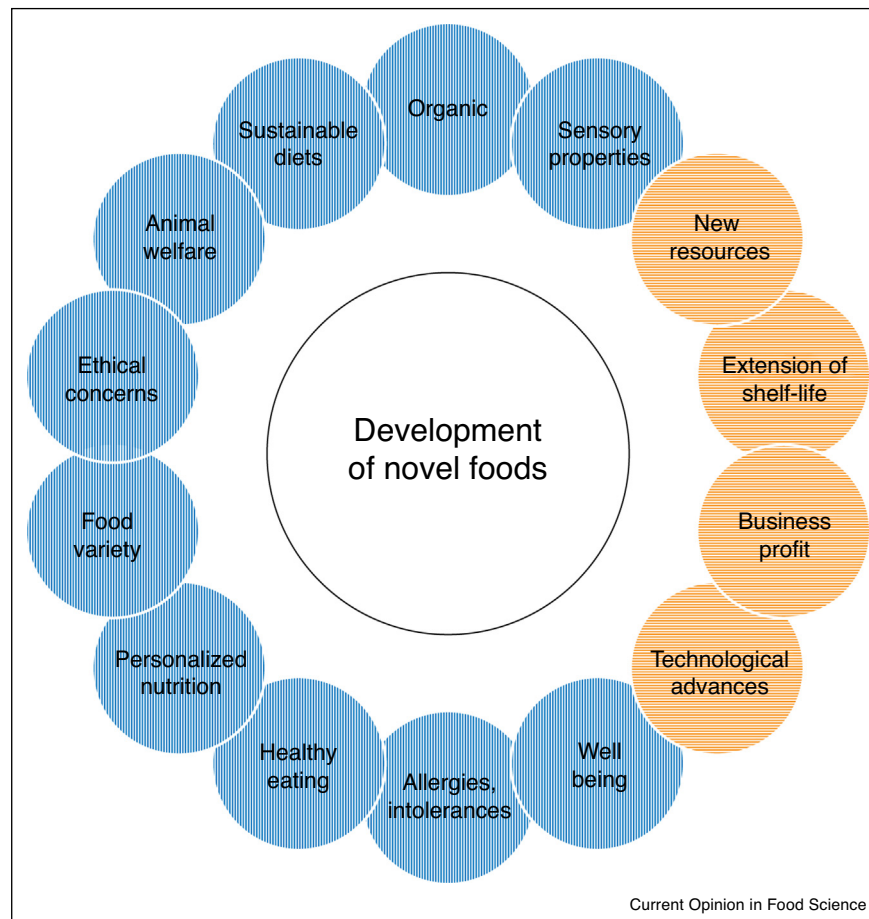 Organic
Sensory
properties
New
resources
Extension of
shelf-life
Business
profit
Technological
advances
Well
being
Allergies,
intolerances
Healthy
eating
Personalized
nutrition
Food
variety
Ethical
concerns
Animal
welfare
Sustainable
diets
Development
of novel foods
Current Opinion in Food Science